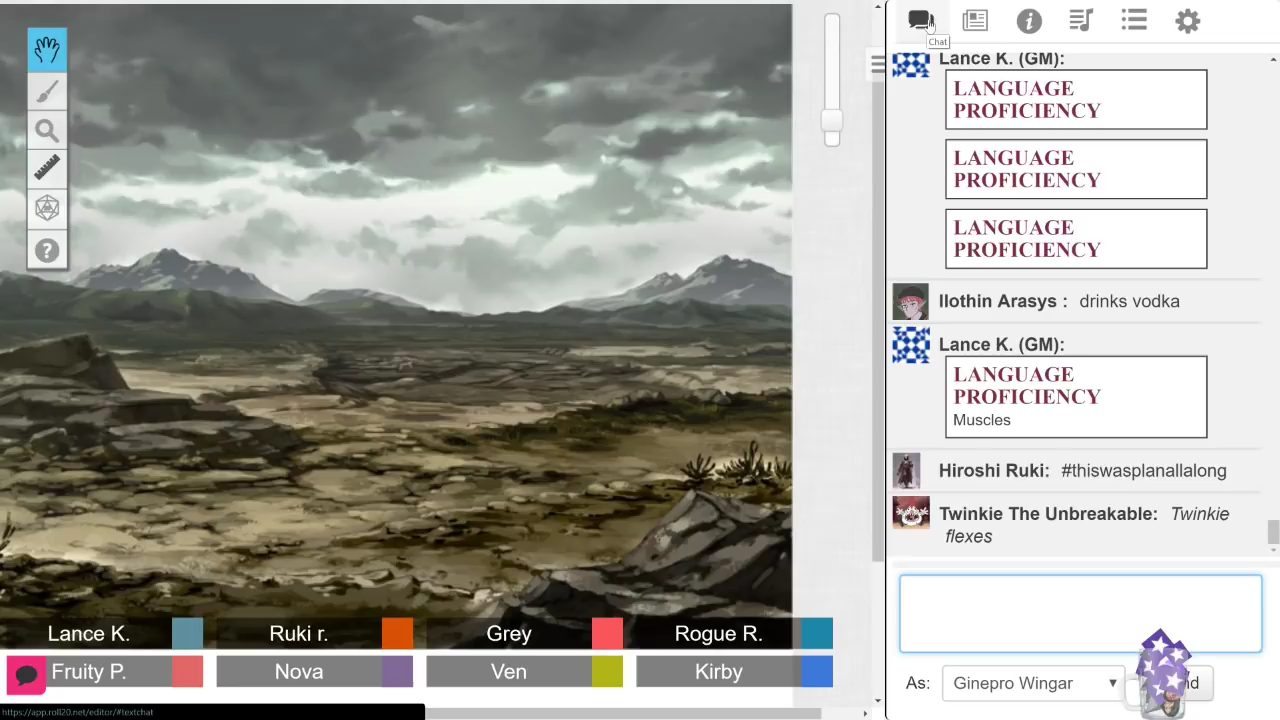 Chat
Lance K. (GM):
LANGUAGE
PROFICIENCY
LANGUAGE
PROFICIENCY
LANGUAGE
PROFICIENCY
Ilothin Arasys : drinks vodka
Lance K. (GM):
LANGUAGE
PROFICIENCY
Muscles
Hiroshi Ruki: #thiswasplanallalong
Twinkie The Unbreakable: Twinkie
flexes
As: Ginepro Wingar
Lance K. Ruki r. Grey Rogue R.
Fruity P. Nova Ven Kirby
https://app.roll20.net/editor/#textchat